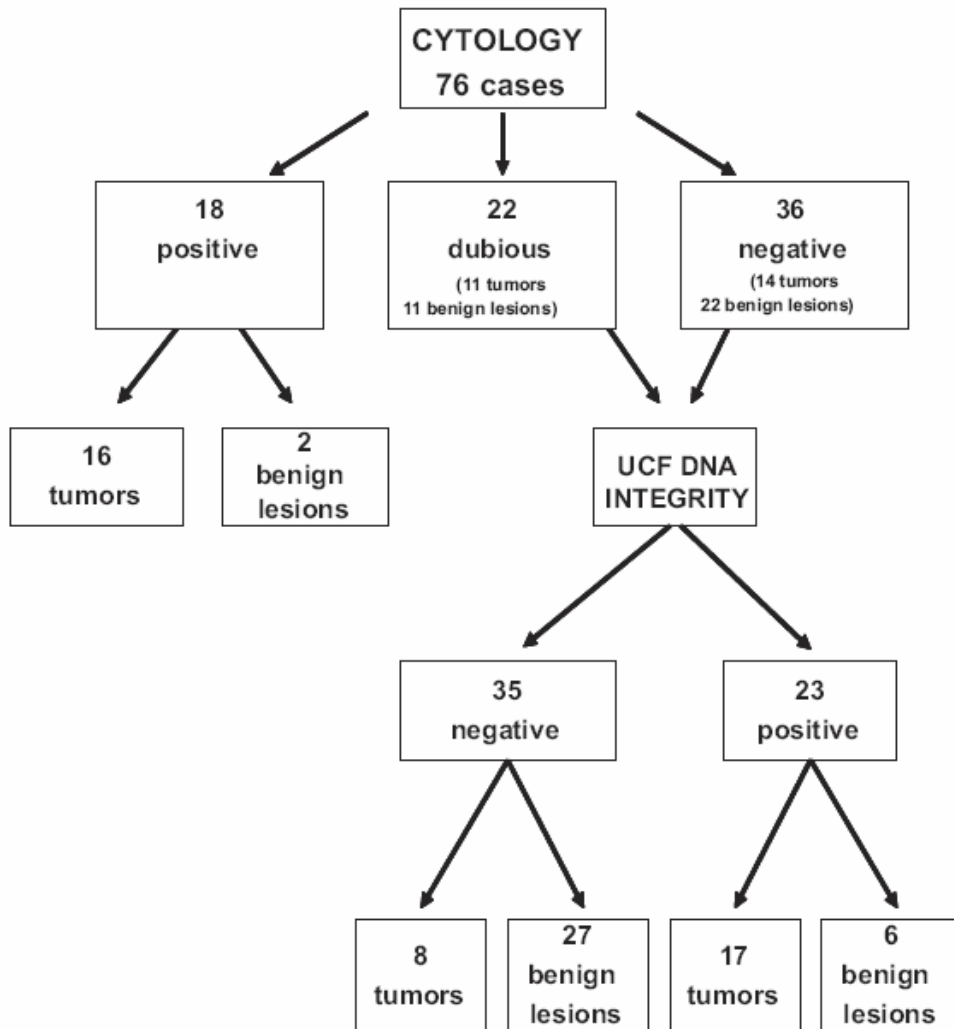 CYTOLOGY
76 cases
18
positive
22
dubious
(11 tumors
11 benign lesions)
36
negative
(14 tumors
22 benign lesions)
16
tumors
2
benign
lesions
UCF DNA
INTEGRITY
35
negative
23
positive
8
tumors
27
benign
lesions
17
tumors
6
benign
lesions